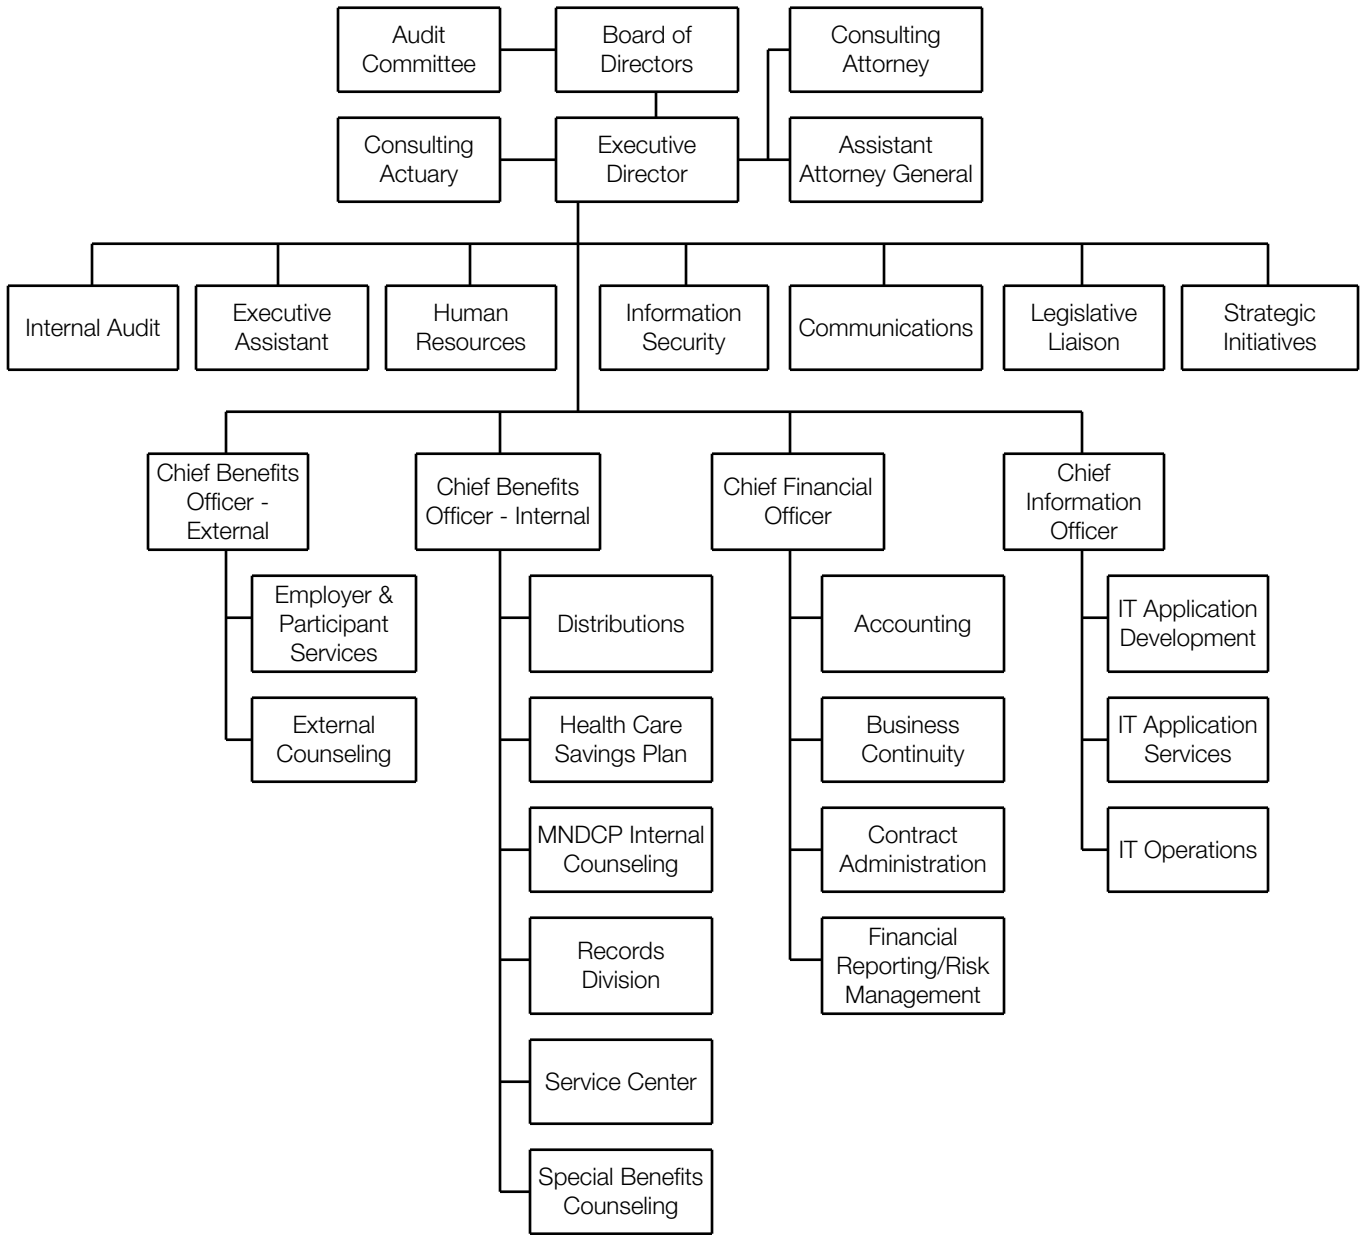 Audit
Committee
Board of
Directors
Consulting
Attorney
Consulting
Actuary
Executive
Director
Assistant
Attorney General
Internal Audit
Executive
Assistant
Human
Resources
Information
Security
Communications
Legislative
Liaison
Strategic
Initiatives
Chief Benefits
Officer -
External
Chief Benefits
Officer - Internal
Chief Financial
Officer
Chief
Information
Officer
Employer &
Participant
Services
External
Counseling
Distributions
Health Care
Savings Plan
MNDCP Internal
Counseling
Records
Division
Service Center
Special Benefits
Counseling
Accounting
Business
Continuity
Contract
Administration
Financial
Reporting/Risk
Management
IT Application
Development
IT Application
Services
IT Operations